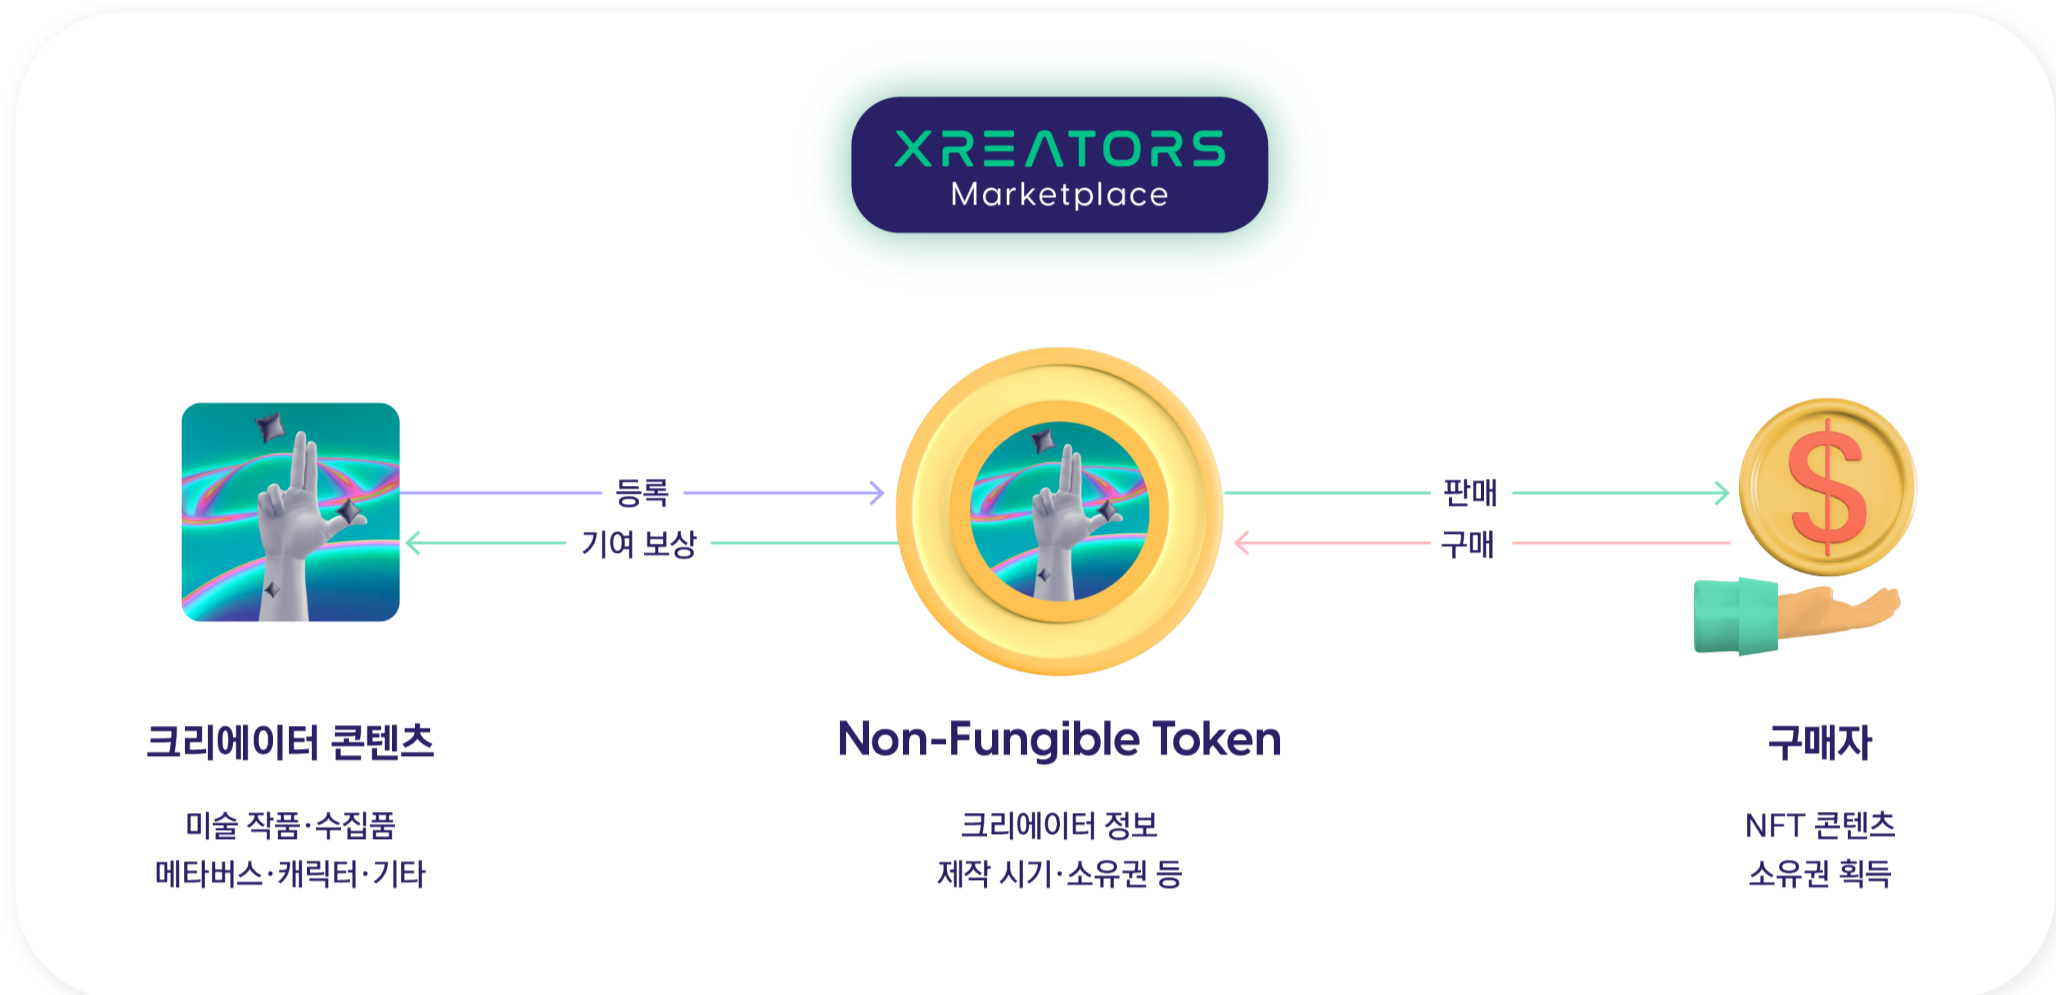 XREATORS
Marketplace
등록
기여 보상
판매
구매
크리에이터 콘텐츠
미술 작품·수집품
메타버스·캐릭터·기타
Non-Fungible Token
크리에이터 정보
제작 시기·소유권 등
구매자
NFT 콘텐츠
소유권 획득